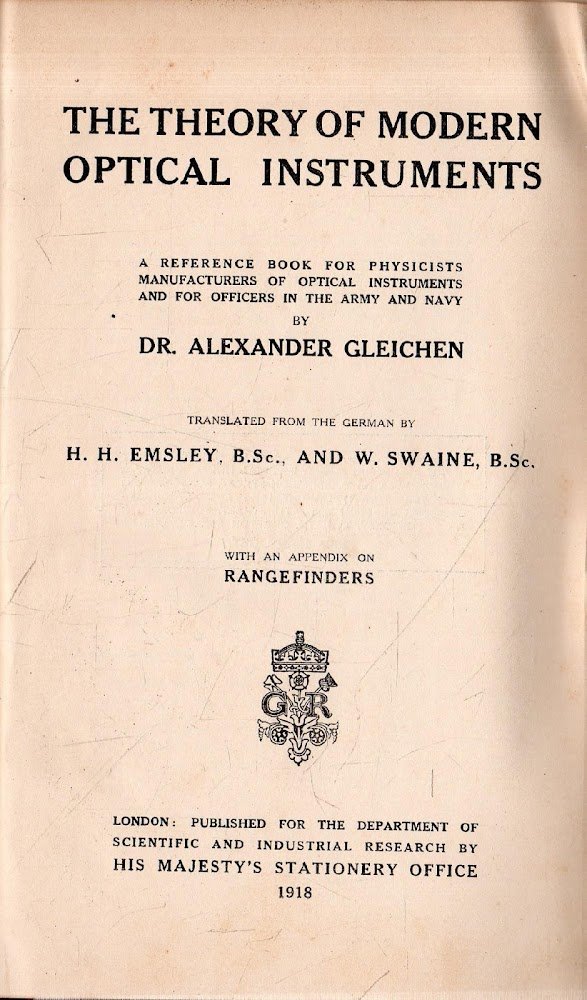 THE THEORY OF MODERN
OPTICAL INSTRUMENTS
A REFERENCE BOOK FOR PHYSICISTS
MANUFACTURERS OF OPTICAL INSTRUMENTS
AND FOR OFFICERS IN THE ARMY AND NAVY
BY
DR. ALEXANDER GLEICHEN
TRANSLATED FROM THE GERMAN BY
H. H. EMSLEY, B.Sc., AND W. SWAINE, B.Sc.
WITH AN APPENDIX ON
RANGEFINDERS
G V R
LONDON: PUBLISHED FOR THE DEPARTMENT OF
SCIENTIFIC AND INDUSTRIAL RESEARCH BY
HIS MAJESTY'S STATIONERY OFFICE
1918